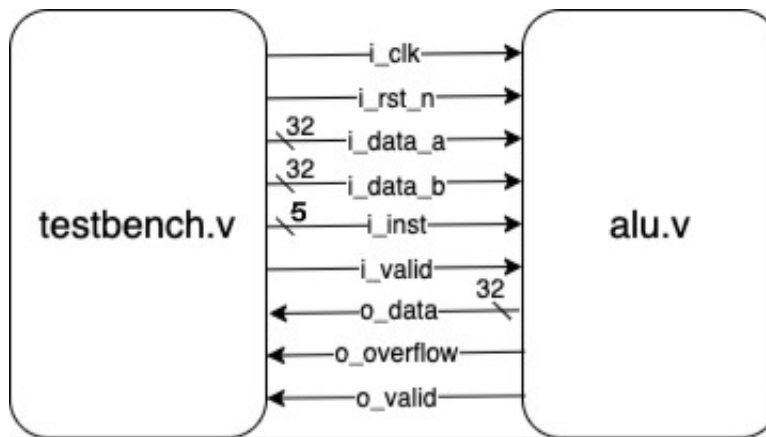 i_clk
i_rst_n
32
i_data_a
32
i_data_b
testbench.v
5
i_inst
alu.v
i_valid
32
o_data
o_overflow
o_valid